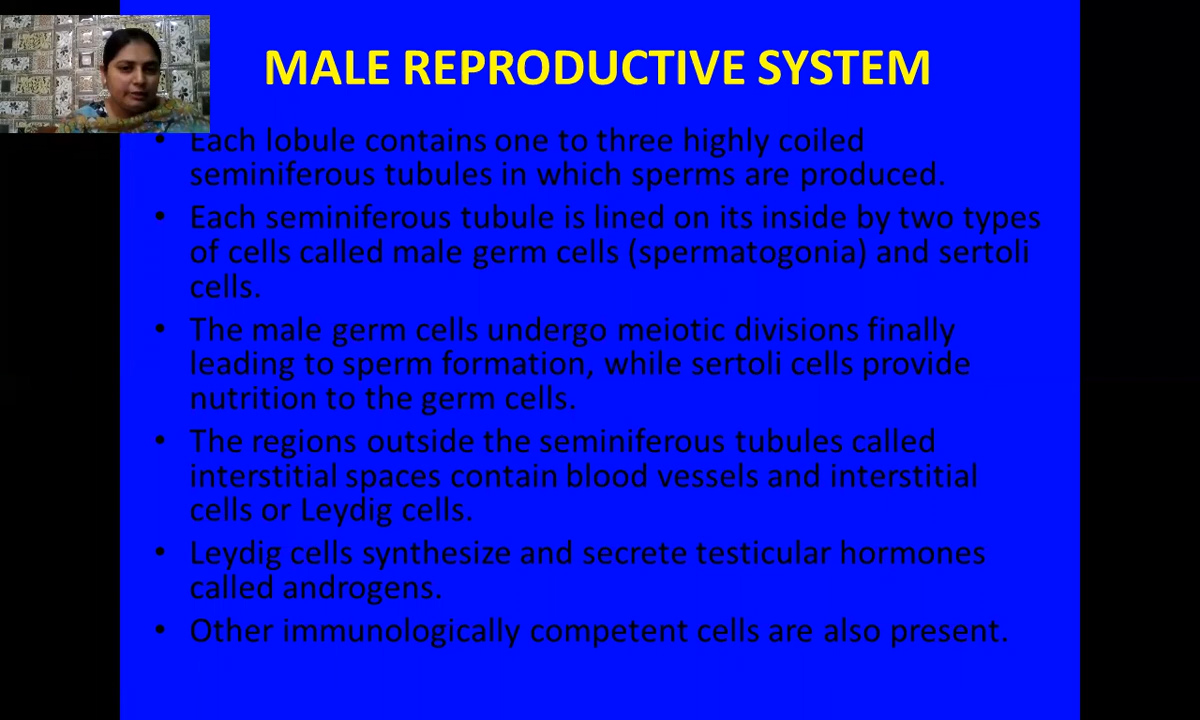 MALE REPRODUCTIVE SYSTEM
• Each lobule contains one to three highly coiled
seminiferous tubules in which sperms are produced.
• Each seminiferous tubule is lined on its inside by two types
of cells called male germ cells (spermatogonia) and sertoli
cells.
• The male germ cells undergo meiotic divisions finally
leading to sperm formation, while sertoli cells provide
nutrition to the germ cells.
• The regions outside the seminiferous tubules called
interstitial spaces contain blood vessels and interstitial
cells or Leydig cells.
• Leydig cells synthesize and secrete testicular hormones
called androgens.
• Other immunologically competent cells are also present.